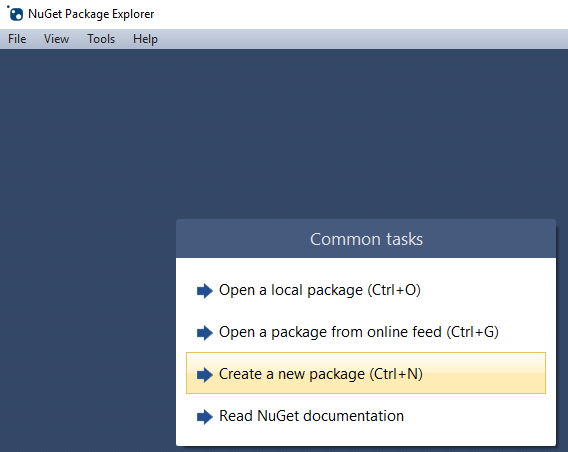 NuGet Package Explorer
File View Tools Help
Common tasks
Open a local package (Ctrl+O)
Open a package from online feed (Ctrl+G)
Create a new package (Ctrl+N)
Read NuGet documentation